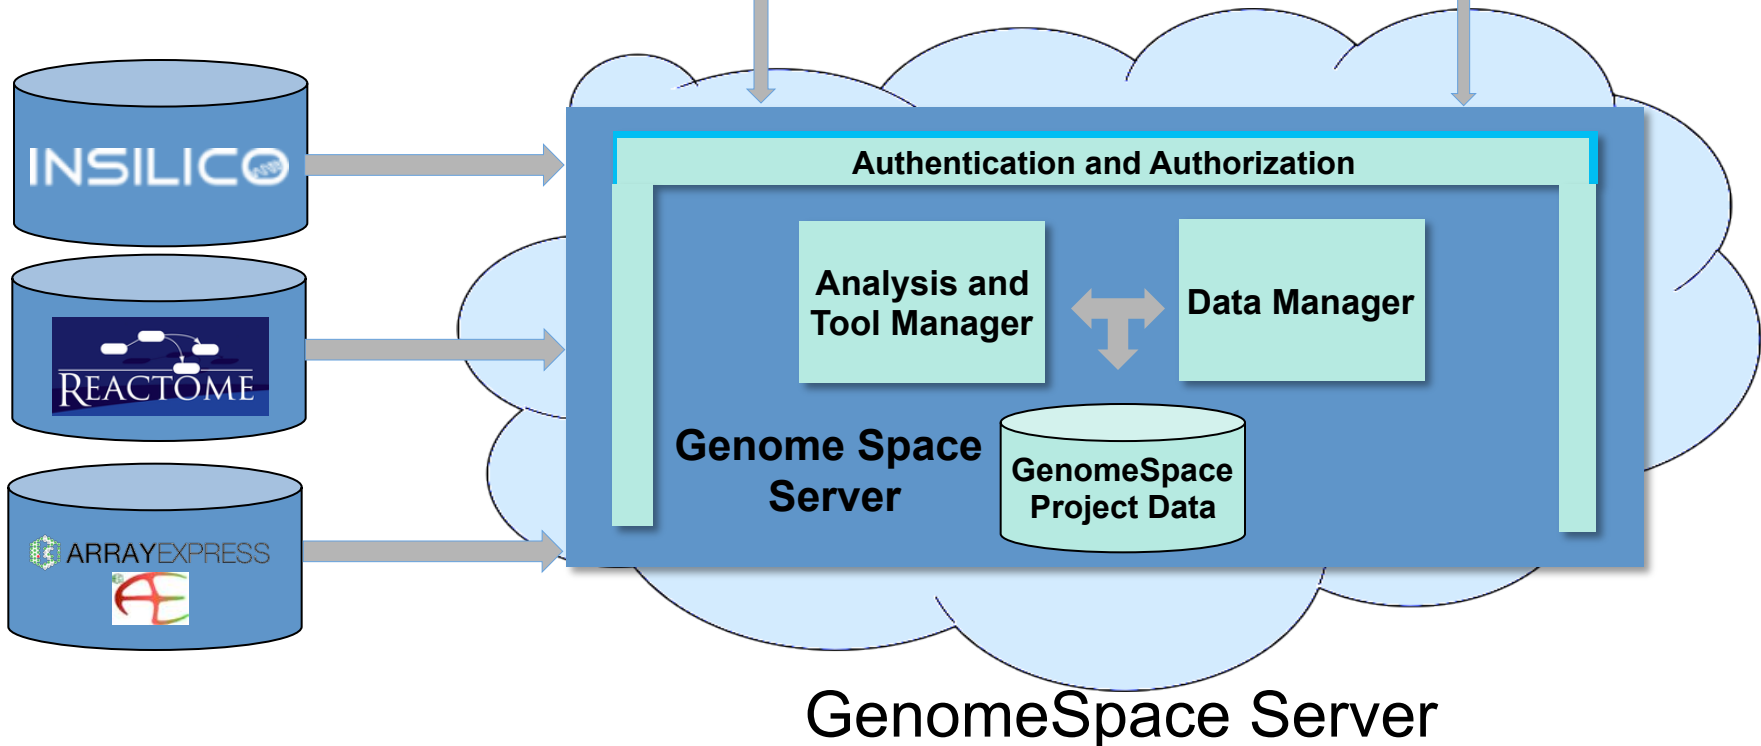 INSILICO
REACTOME
ARRAYEXPRESS
AE
Authentication and Authorization
Analysis and
Tool Manager
Data Manager
Genome Space
Server
GenomeSpace
Project Data
GenomeSpace Server